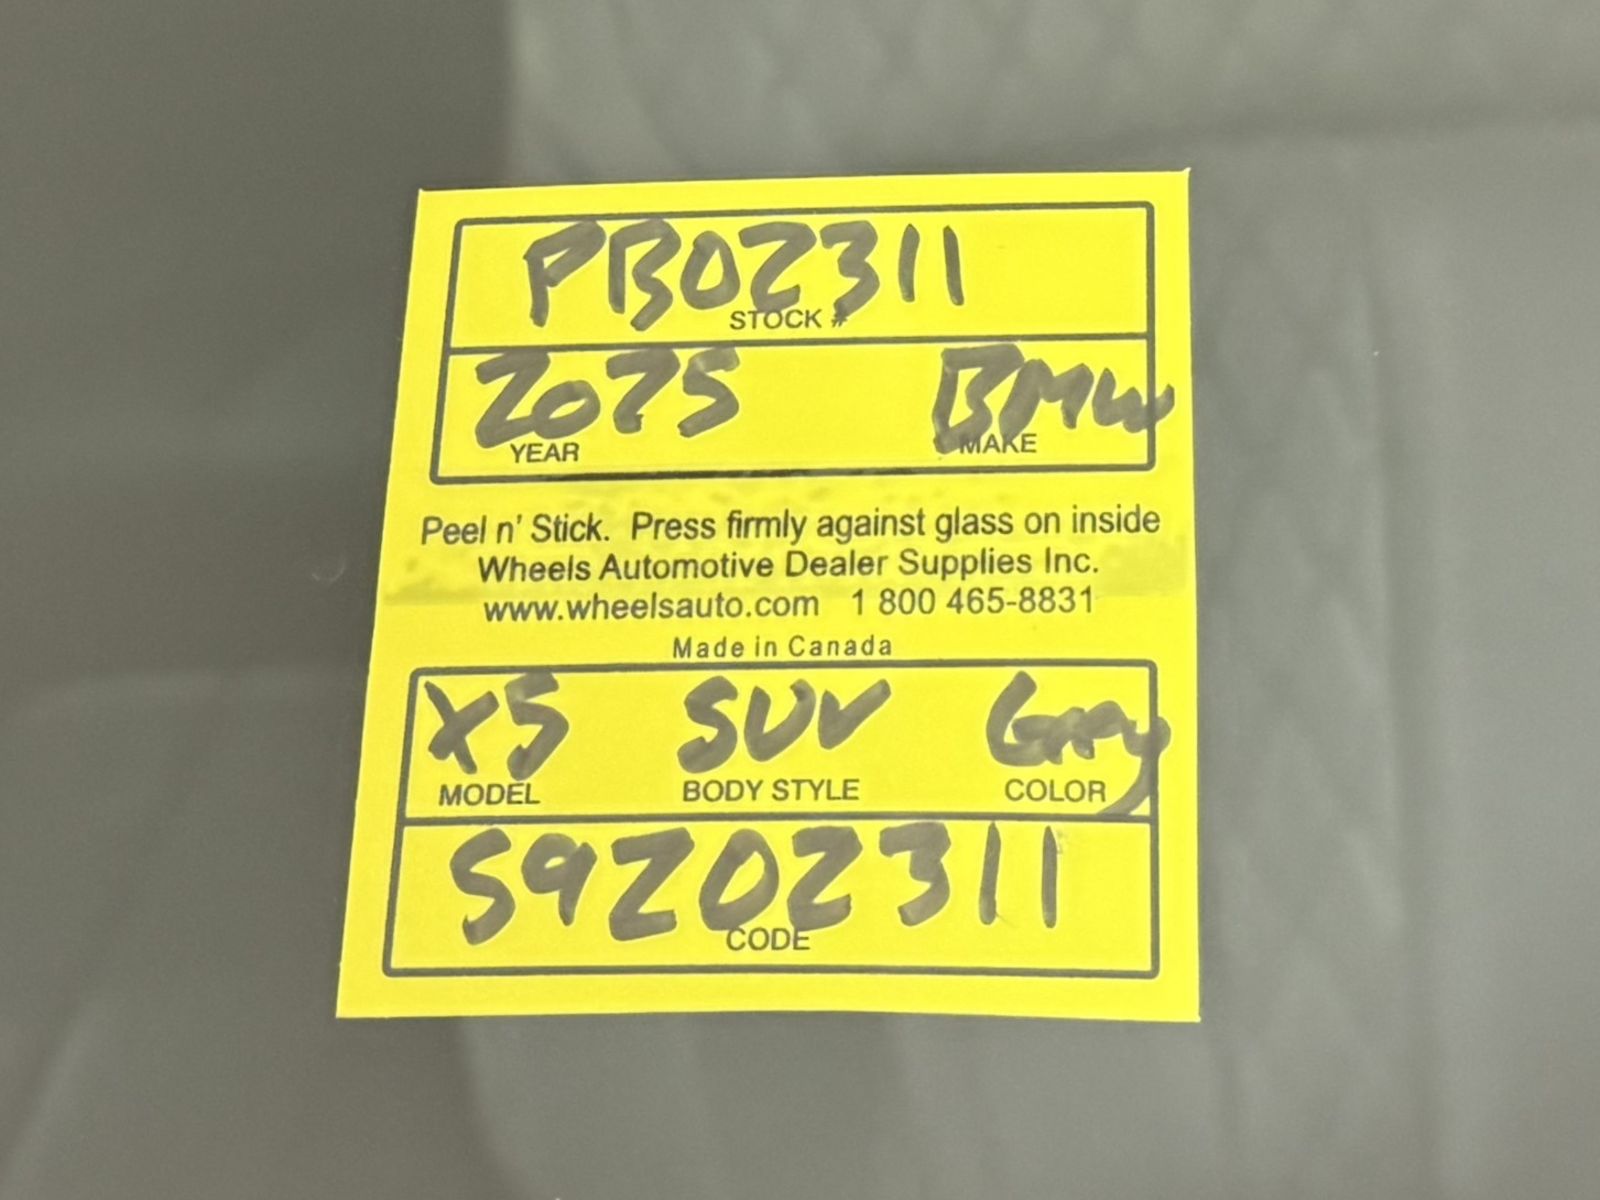 PB02311
STOCK #
2025 BMW
YEAR MAKE
Peel n' Stick. Press firmly against glass on inside
Wheels Automotive Dealer Supplies Inc.
www.wheelsauto.com 1 800 465-8831
Made in Canada
X5 SUV Grey
MODEL BODY STYLE COLOR
S9Z02311
CODE